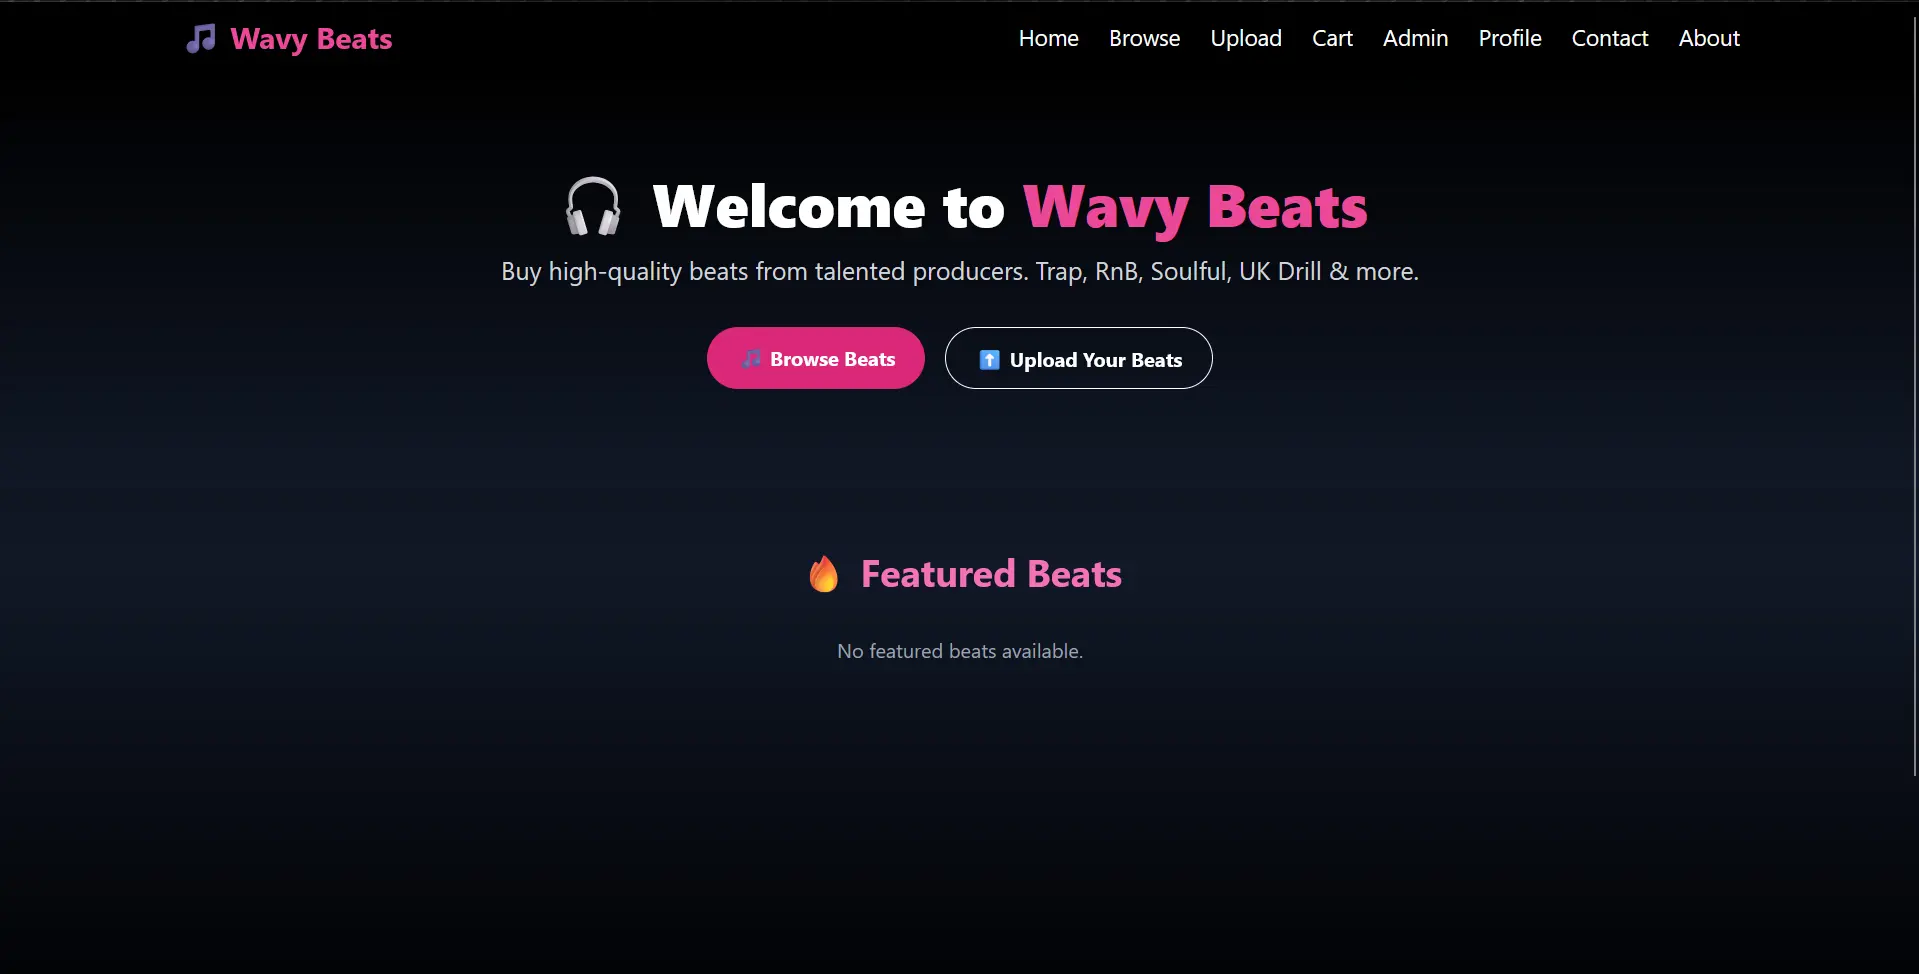 Wavy Beats
Home Browse Upload Cart Admin Profile Contact About
Welcome to Wavy Beats
Buy high-quality beats from talented producers. Trap, RnB, Soulful, UK Drill & more.
Browse Beats
Upload Your Beats
Featured Beats
No featured beats available.